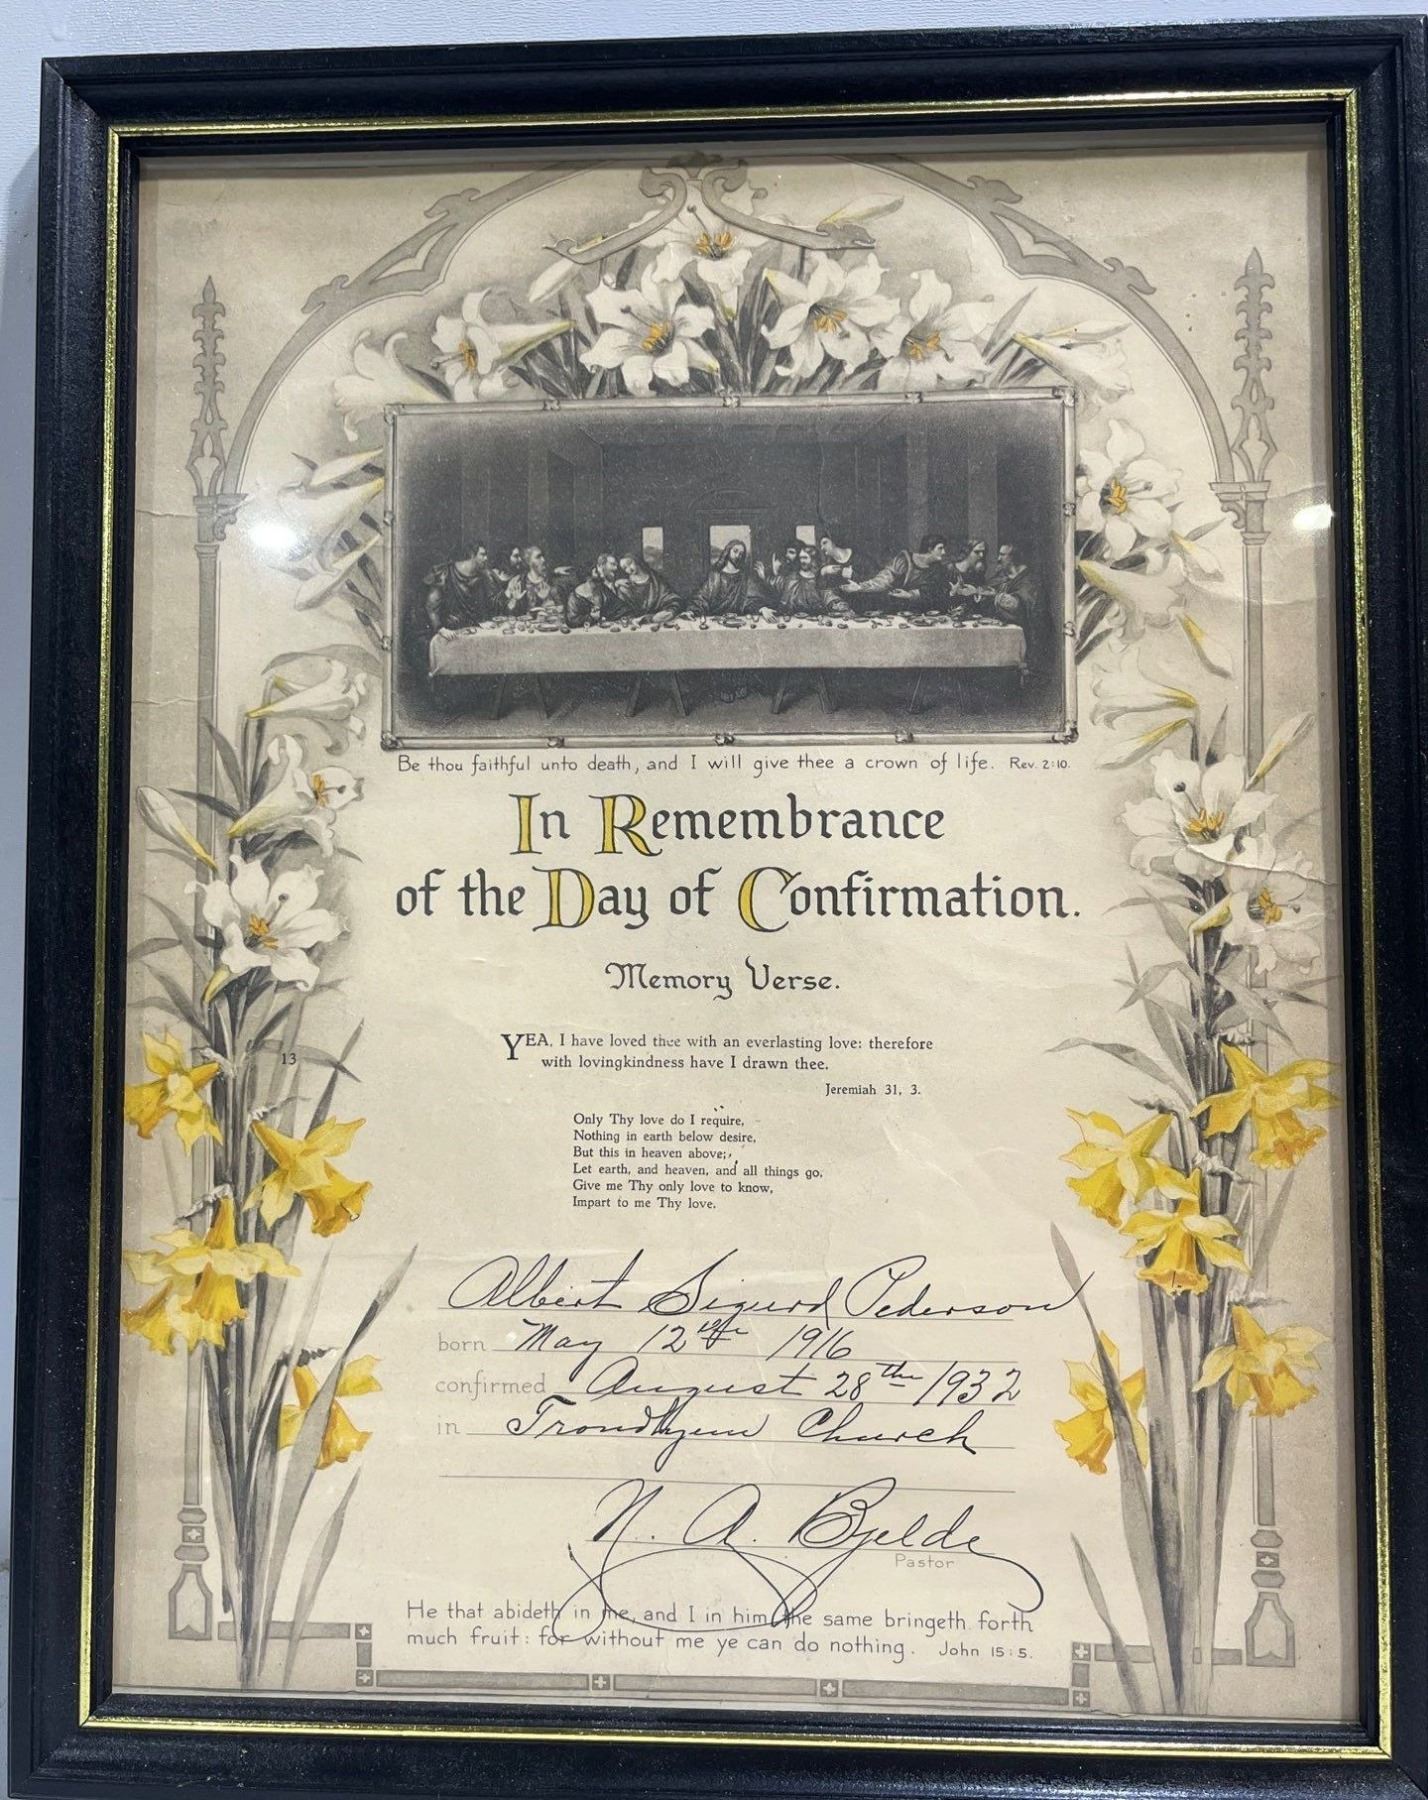 Be thou faithful unto death, and I will give thee a crown of life. Rev. 2:10.
In Remembrance
of the Day of Confirmation.
Memory Verse.
YEA, I have loved thee with an everlasting love: therefore
with lovingkindness have I drawn thee.
Jeremiah 31, 3.
13
Only Thy love do I require,
Nothing in earth below desire,
But this in heaven above;
Let earth, and heaven, and all things go,
Give me Thy only love to know,
Impart to me Thy love.
Albert Sigurd Pederson
born May 12th 1916
confirmed August 28th 1932
in Trondhjem Church
N. A. Bjelde
Pastor
He that abideth in me, and I in him the same bringeth forth
much fruit: for without me ye can do nothing. John 15:5.